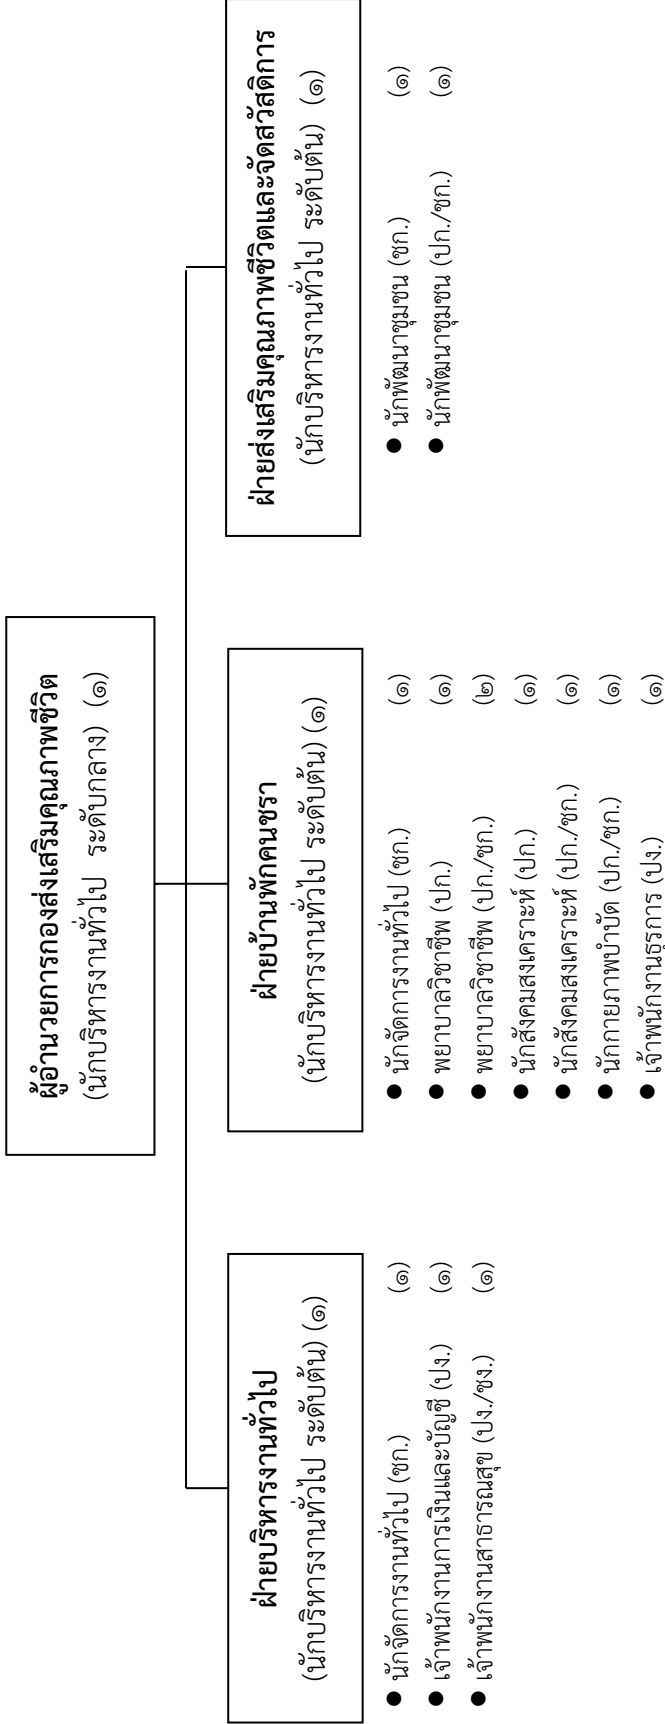 ผู้อำนวยการกองส่งเสริมคุณภาพชีวิต
(นักบริหารงานทั่วไป ระดับกลาง) (๑)
ฝ่ายบริหารงานทั่วไป
(นักบริหารงานทั่วไป ระดับต้น) (๑)
● นักจัดการงานทั่วไป (ชก.) (๑)
● เจ้าพนักงานการเงินและบัญชี (ปง.) (๑)
● เจ้าพนักงานสาธารณสุข (ปง./ชง.) (๑)
ฝ่ายบ้านพักคนชรา
(นักบริหารงานทั่วไป ระดับต้น) (๑)
● นักจัดการงานทั่วไป (ชก.) (๑)
● พยาบาลวิชาชีพ (ปก.) (๑)
● พยาบาลวิชาชีพ (ปก./ชก.) (๒)
● นักสังคมสงเคราะห์ (ปก.) (๑)
● นักสังคมสงเคราะห์ (ปก./ชก.) (๑)
● นักกายภาพบำบัด (ปก./ชก.) (๑)
● เจ้าพนักงานธุรการ (ปง.) (๑)
ฝ่ายส่งเสริมคุณภาพชีวิตและจัดสวัสดิการ
(นักบริหารงานทั่วไป ระดับต้น) (๑)
● นักพัฒนาชุมชน (ชก.) (๑)
● นักพัฒนาชุมชน (ปก./ชก.) (๑)